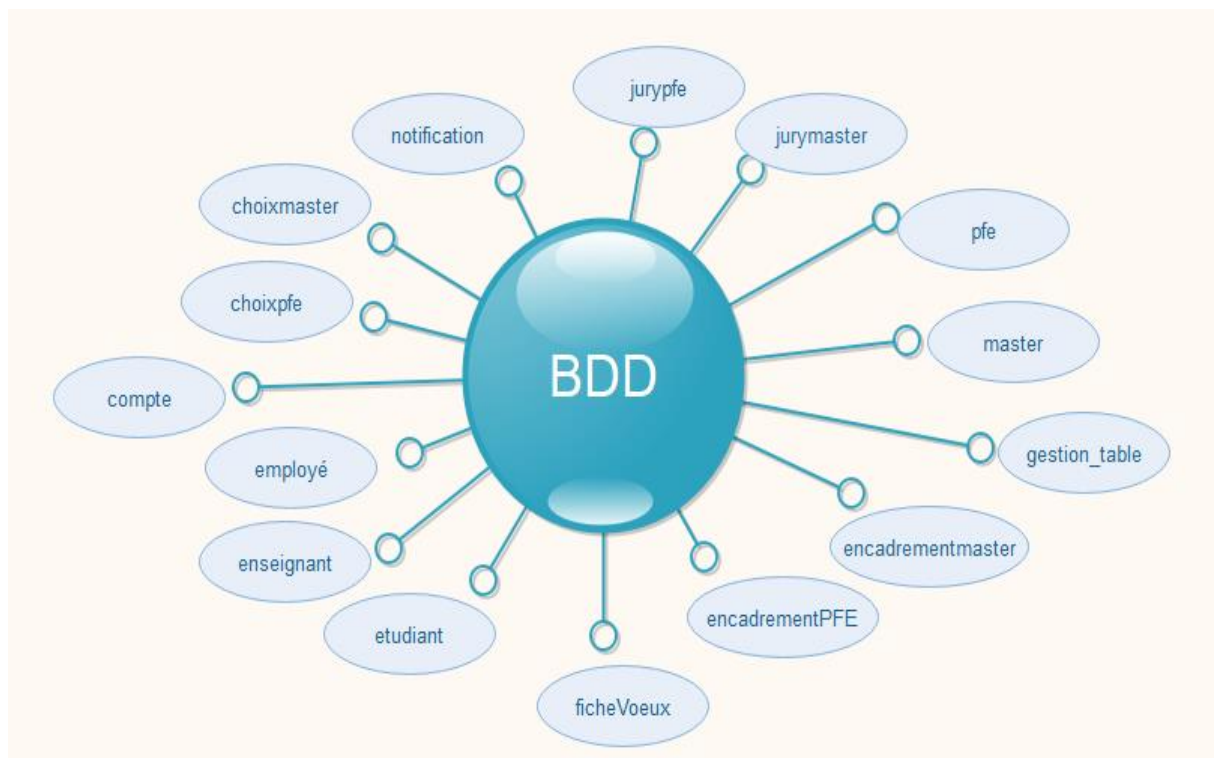 jurypfe
notification
jurymaster
choixmaster
pfe
choixpfe
master
BDD
compte
gestion_table
employé
encadrementmaster
enseignant
encadrementPFE
etudiant
ficheVoeux